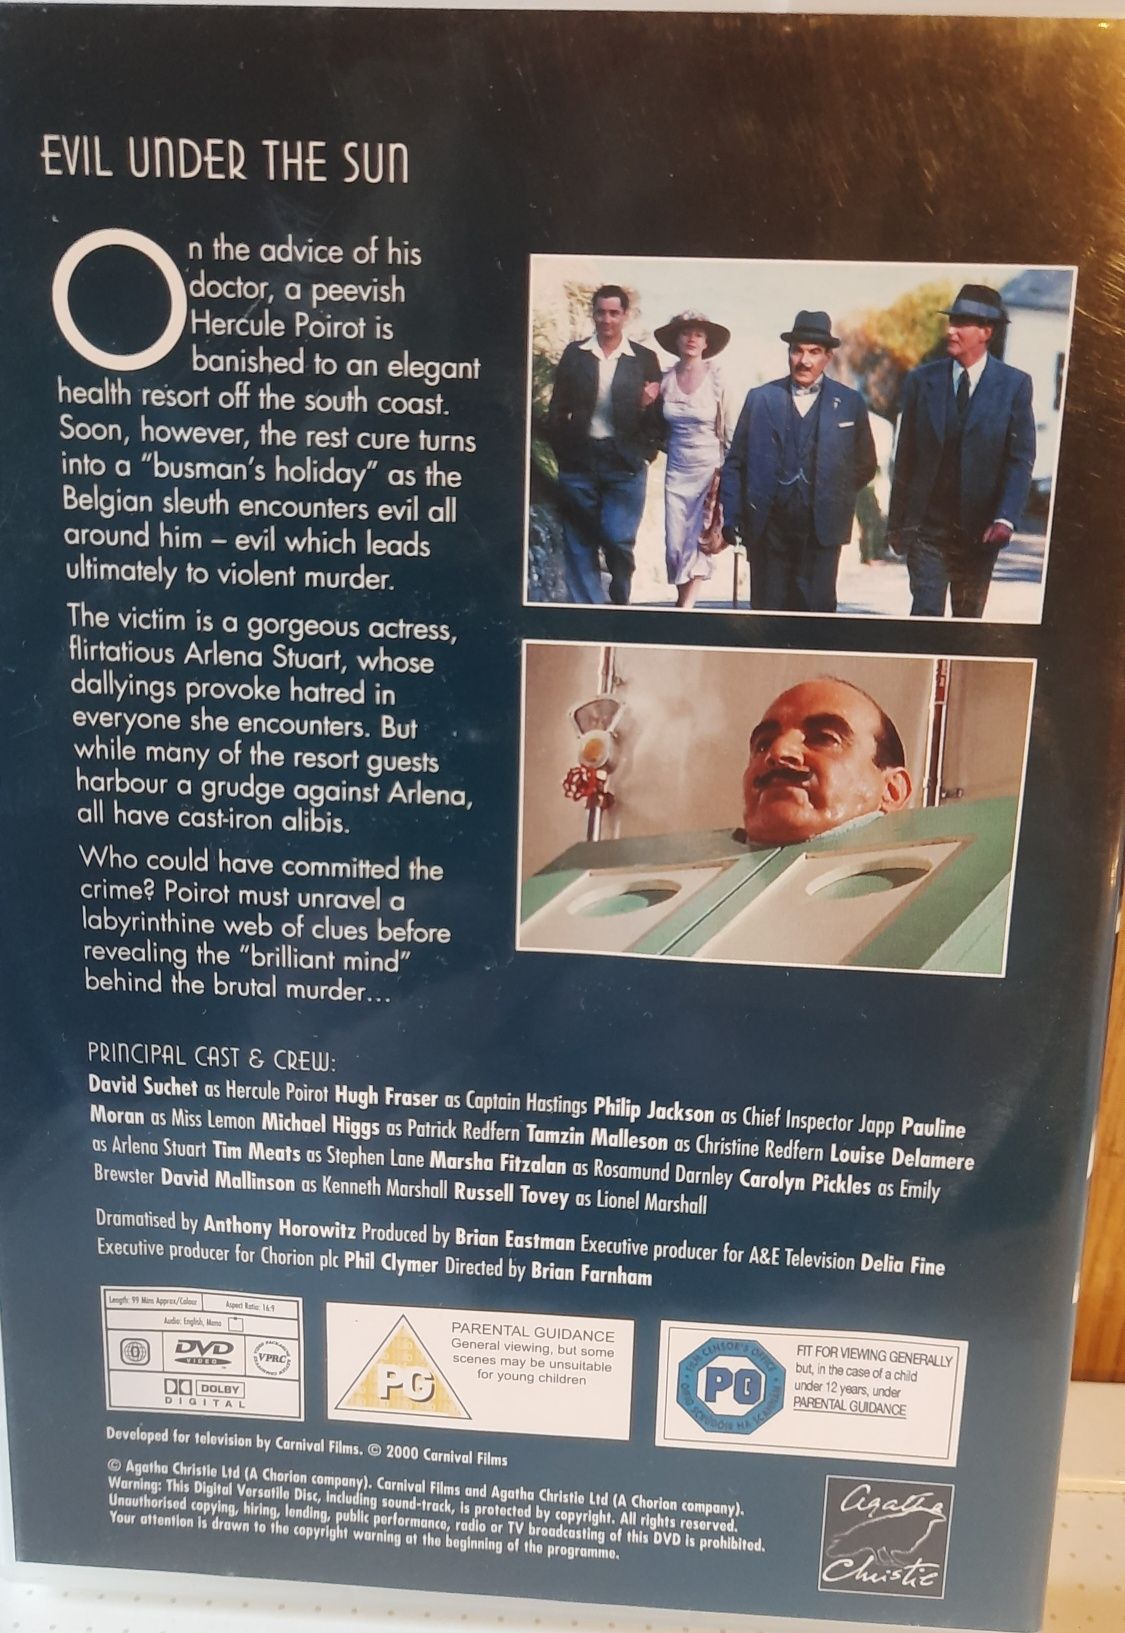 EVIL UNDER THE SUN
On the advice of his
doctor, a peevish
Hercule Poirot is
banished to an elegant
health resort off the south coast.
Soon, however, the rest cure turns
into a "busman's holiday" as the
Belgian sleuth encounters evil all
around him – evil which leads
ultimately to violent murder.
The victim is a gorgeous actress,
flirtatious Arlena Stuart, whose
dallyings provoke hatred in
everyone she encounters. But
while many of the resort guests
harbour a grudge against Arlena,
all have cast-iron alibis.
Who could have committed the
crime? Poirot must unravel a
labyrinthine web of clues before
revealing the "brilliant mind"
behind the brutal murder...
PRINCIPAL CAST & CREW:
David Suchet as Hercule Poirot Hugh Fraser as Captain Hastings Philip Jackson as Chief Inspector Japp Pauline
Moran as Miss Lemon Michael Higgs as Patrick Redfern Tamzin Malleson as Christine Redfern Louise Delamere
as Arlena Stuart Tim Meats as Stephen Lane Marsha Fitzalan as Rosamund Darnley Carolyn Pickles as Emily
Brewster David Mallinson as Kenneth Marshall Russell Tovey as Lionel Marshall
Dramatised by Anthony Horowitz Produced by Brian Eastman Executive producer for A&E Television Delia Fine
Executive producer for Chorion plc Phil Clymer Directed by Brian Farnham
Length: 99 Mins Approx/Colour Aspect Ratio: 16:9
Audio: English, Mono
0 DVD VIDEO VPRC
DOLBY
DIGITAL
PG
PARENTAL GUIDANCE
General viewing, but some
scenes may be unsuitable
for young children
FILM CENSOR'S OFFICE
PG
FIT FOR VIEWING GENERALLY
but, in the case of a child
under 12 years, under
PARENTAL GUIDANCE
Developed for television by Carnival Films. © 2000 Carnival Films
© Agatha Christie Ltd (A Chorion company). Carnival Films and Agatha Christie Ltd (A Chorion company).
Warning: This Digital Versatile Disc, including sound-track, is protected by copyright. All rights reserved.
Unauthorised copying, hiring, lending, public performance, radio or TV broadcasting of this DVD is prohibited.
Your attention is drawn to the copyright warning at the beginning of the programme.
Agatha
Christie